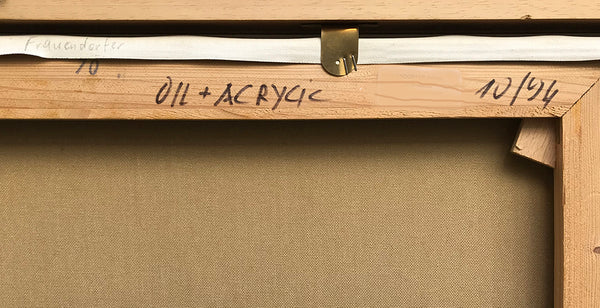 Frauendorfer
10
OIL + ACRYLIC
10/94